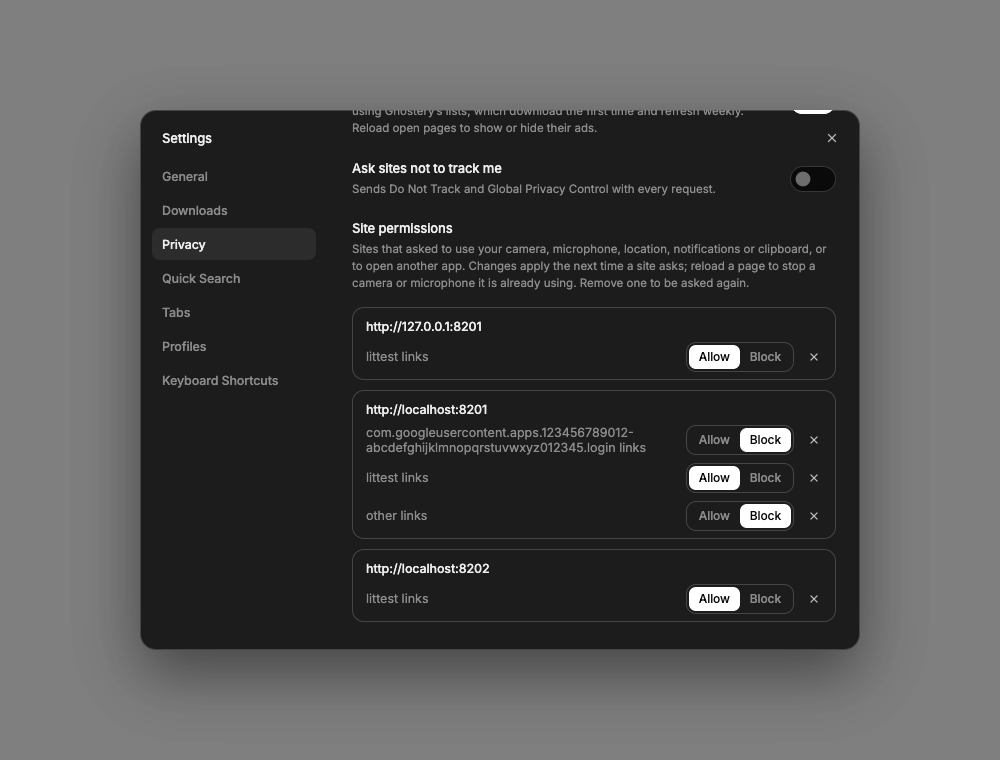 Settings
General
Downloads
Privacy
Quick Search
Tabs
Profiles
Keyboard Shortcuts
using Ghostery's lists, which download the first time and refresh weekly.
Reload open pages to show or hide their ads.
Ask sites not to track me
Sends Do Not Track and Global Privacy Control with every request.
Site permissions
Sites that asked to use your camera, microphone, location, notifications or clipboard, or
to open another app. Changes apply the next time a site asks; reload a page to stop a
camera or microphone it is already using. Remove one to be asked again.
http://127.0.0.1:8201
littest links Allow Block
http://localhost:8201
com.googleusercontent.apps.123456789012-
abcdefghijklmnopqrstuvwxyz012345.login links Allow Block
littest links Allow Block
other links Allow Block
http://localhost:8202
littest links Allow Block